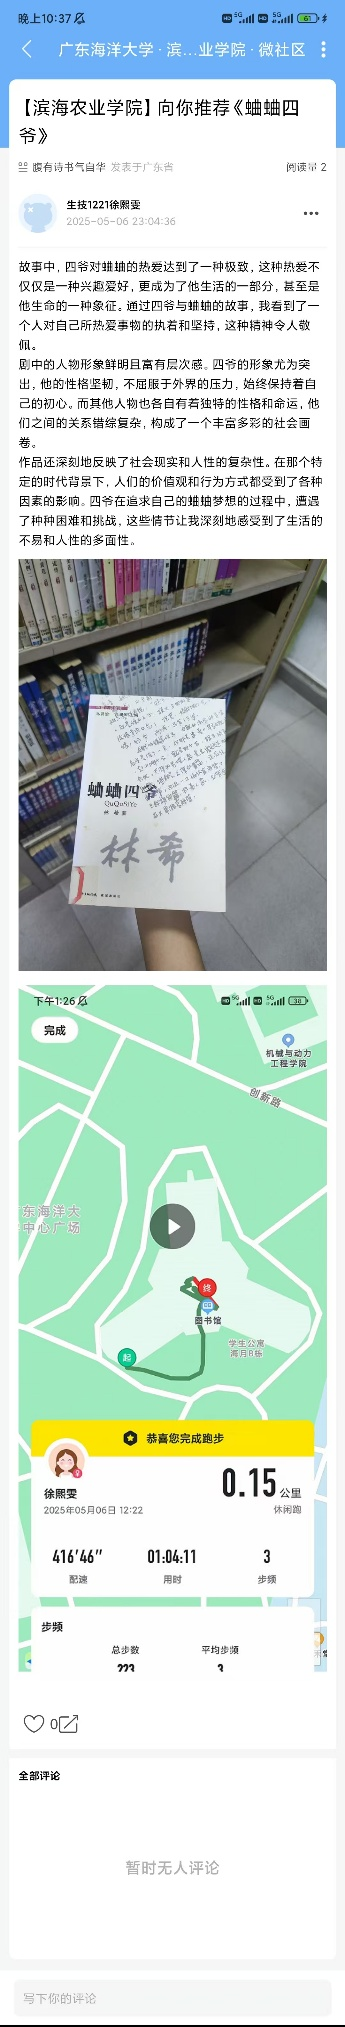 晚上10:37
HD 5G HD 5G 61
广东海洋大学 · 滨...业学院 · 微社区
【滨海农业学院】向你推荐《蛐蛐四
爷》
腹有诗书气自华 发表于广东省 阅读量 2
生技1221徐熙雯
2025-05-06 23:04:36
故事中，四爷对蛐蛐的热爱达到了一种极致，这种热爱不
仅仅是一种兴趣爱好，更成为了他生活的一部分，甚至是
他生命的一种象征。通过四爷与蛐蛐的故事，我看到了一
个人对自己所热爱事物的执着和坚持，这种精神令人敬
佩。
剧中的人物形象鲜明且富有层次感。四爷的形象尤为突
出，他的性格坚韧，不屈服于外界的压力，始终保持着自
己的初心。而其他人物也各自有着独特的性格和命运，他
们之间的关系错综复杂，构成了一个丰富多彩的社会画
卷。
作品还深刻地反映了社会现实和人性的复杂性。在那个特
定的时代背景下，人们的价值观和行为方式都受到了各种
因素的影响。四爷在追求自己的蛐蛐梦想的过程中，遭遇
了种种困难和挑战，这些情节让我深刻地感受到了生活的
不易和人性的多面性。
蛐蛐四爷
QuQuSiYe
林希
下午1:26
HD 5G HD 5G 38
完成
机械与动力
工程学院
创新路
东海洋大
中心广场
终
图书馆
学生公寓
海月8栋
起
恭喜您完成跑步
徐熙雯
2025年05月06日 12:22
0.15公里
休闲跑
416'46" 01:04:11 3
配速 用时 步频
步频
总步数 平均步频
223 3
0
全部评论
暂时无人评论
写下你的评论